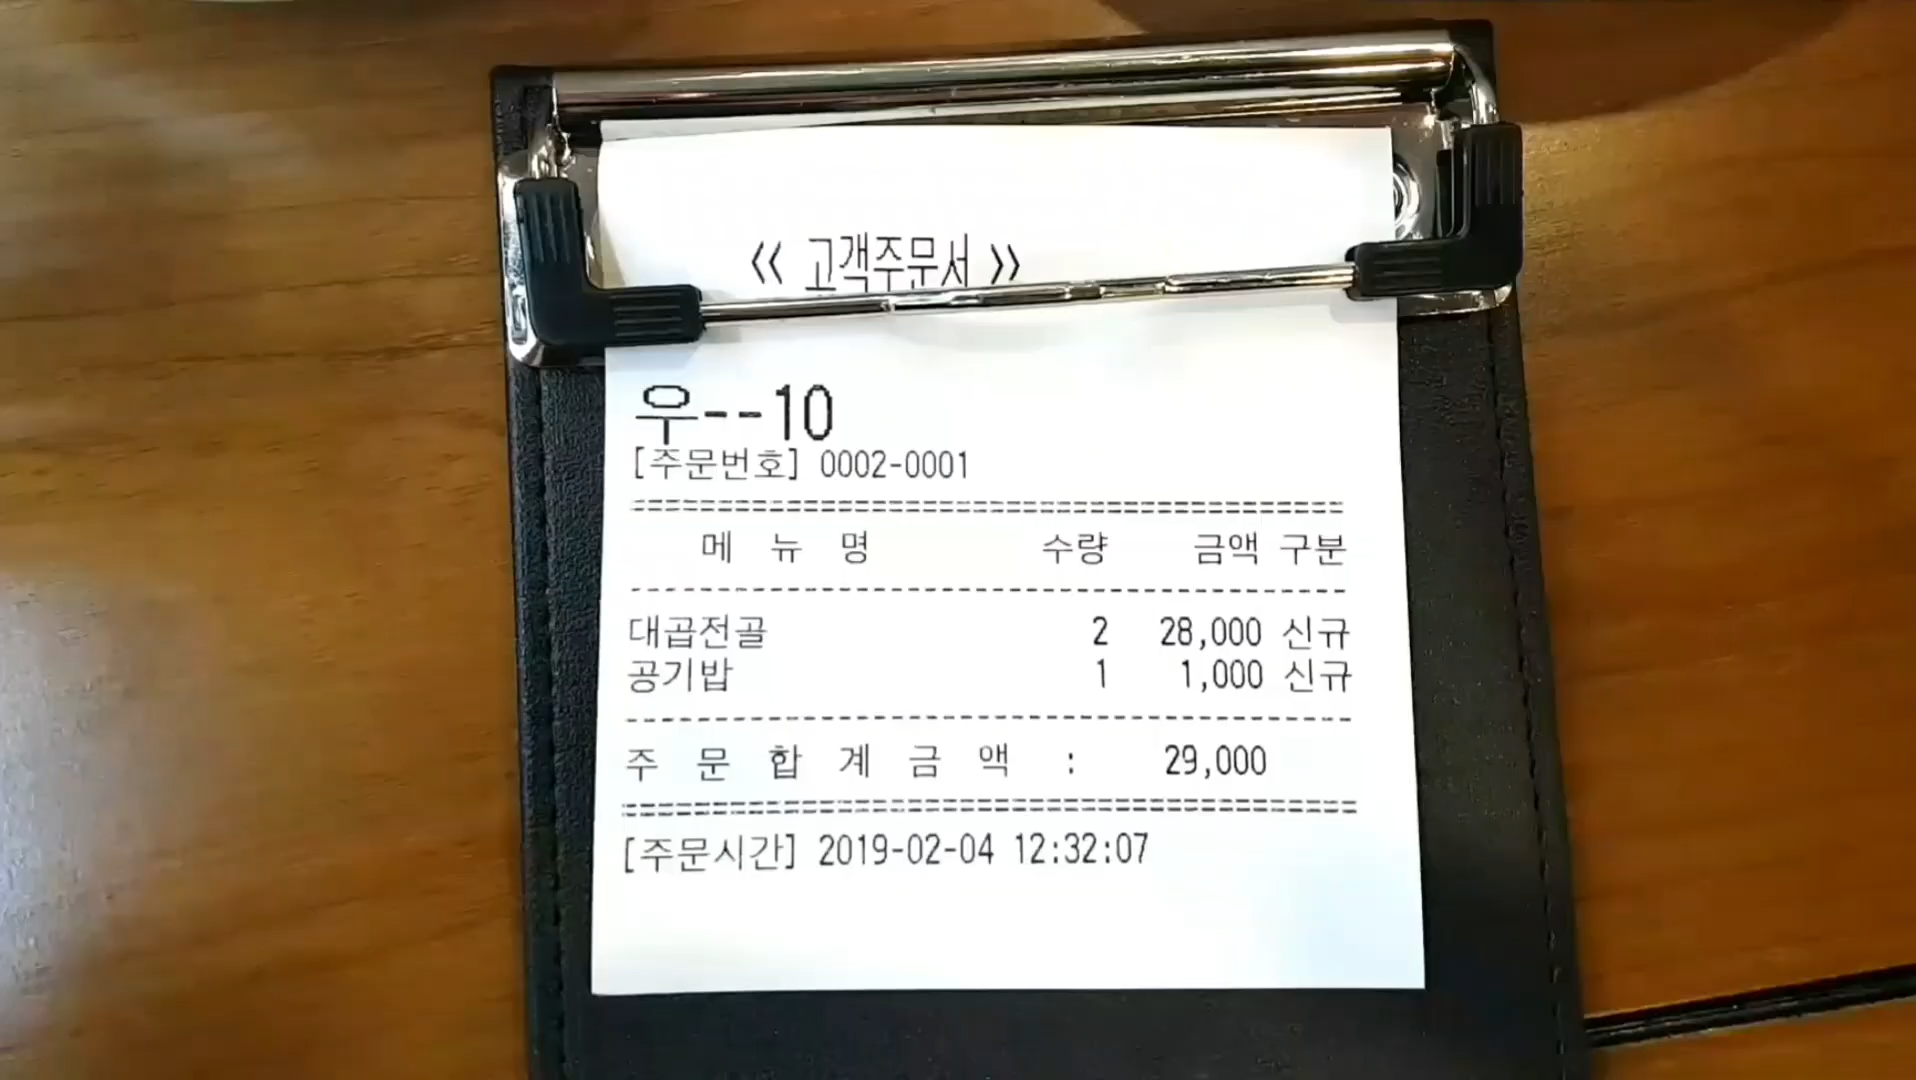 << 고객주문서 >>
우--10
[주문번호] 0002-0001
==========================================
메 뉴 명 수량 금액 구분
------------------------------------------
대곱전골 2 28,000 신규
공기밥 1 1,000 신규
------------------------------------------
주 문 합 계 금 액 : 29,000
==========================================
[주문시간] 2019-02-04 12:32:07